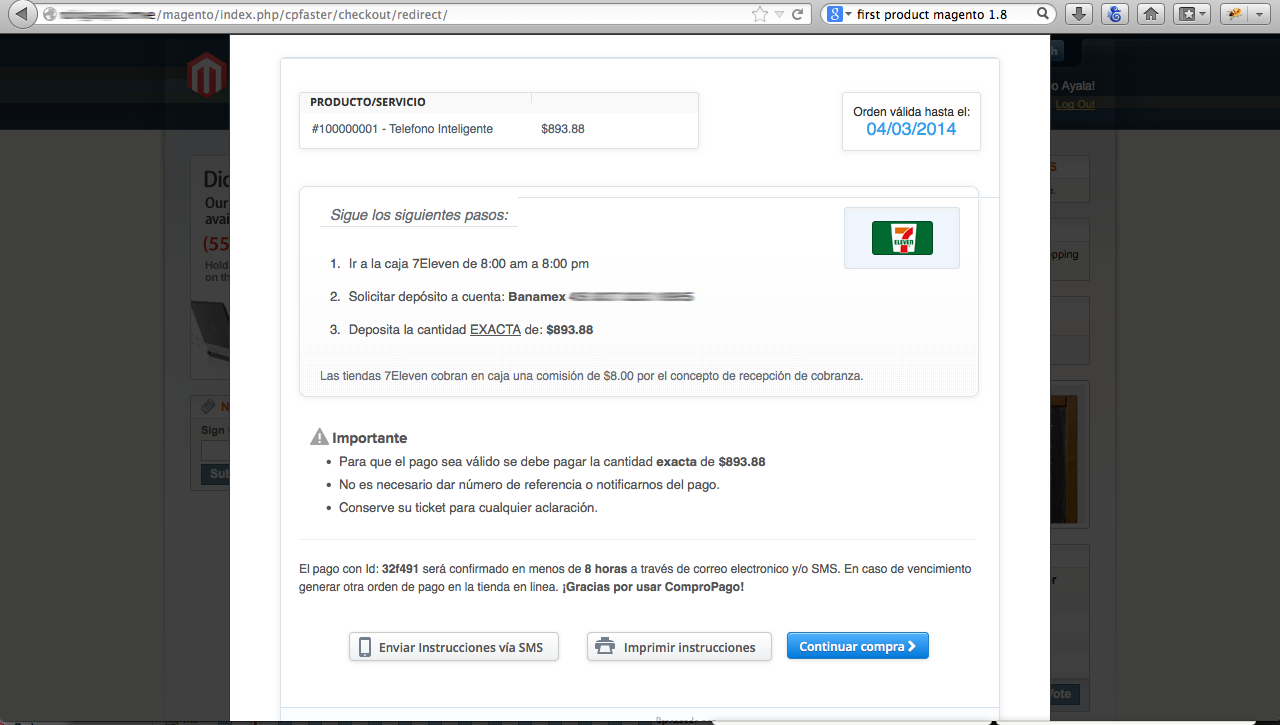 /magento/index.php/cpfaster/checkout/redirect/
8
first product magento 1.8
PRODUCTO/SERVICIO
#100000001 - Telefono Inteligente $893.88
Orden válida hasta el:
04/03/2014
o Ayala!
Log Out
Our
avai
(55
Hold
on th
Sign
Sigue los siguientes pasos:
7
ELEVEN
1. Ir a la caja 7Eleven de 8:00 am a 8:00 pm
2. Solicitar depósito a cuenta: Banamex
3. Deposita la cantidad EXACTA de: $893.88
Las tiendas 7Eleven cobran en caja una comisión de $8.00 por el concepto de recepción de cobranza.
opping
Importante
• Para que el pago sea válido se debe pagar la cantidad exacta de $893.88
• No es necesario dar número de referencia o notificarnos del pago.
• Conserve su ticket para cualquier aclaración.
El pago con Id: 32f491 será confirmado en menos de 8 horas a través de correo electronico y/o SMS. En caso de vencimiento
generar otra orden de pago en la tienda en linea. ¡Gracias por usar ComproPago!
Enviar Instrucciones vía SMS
Imprimir instrucciones
Continuar compra